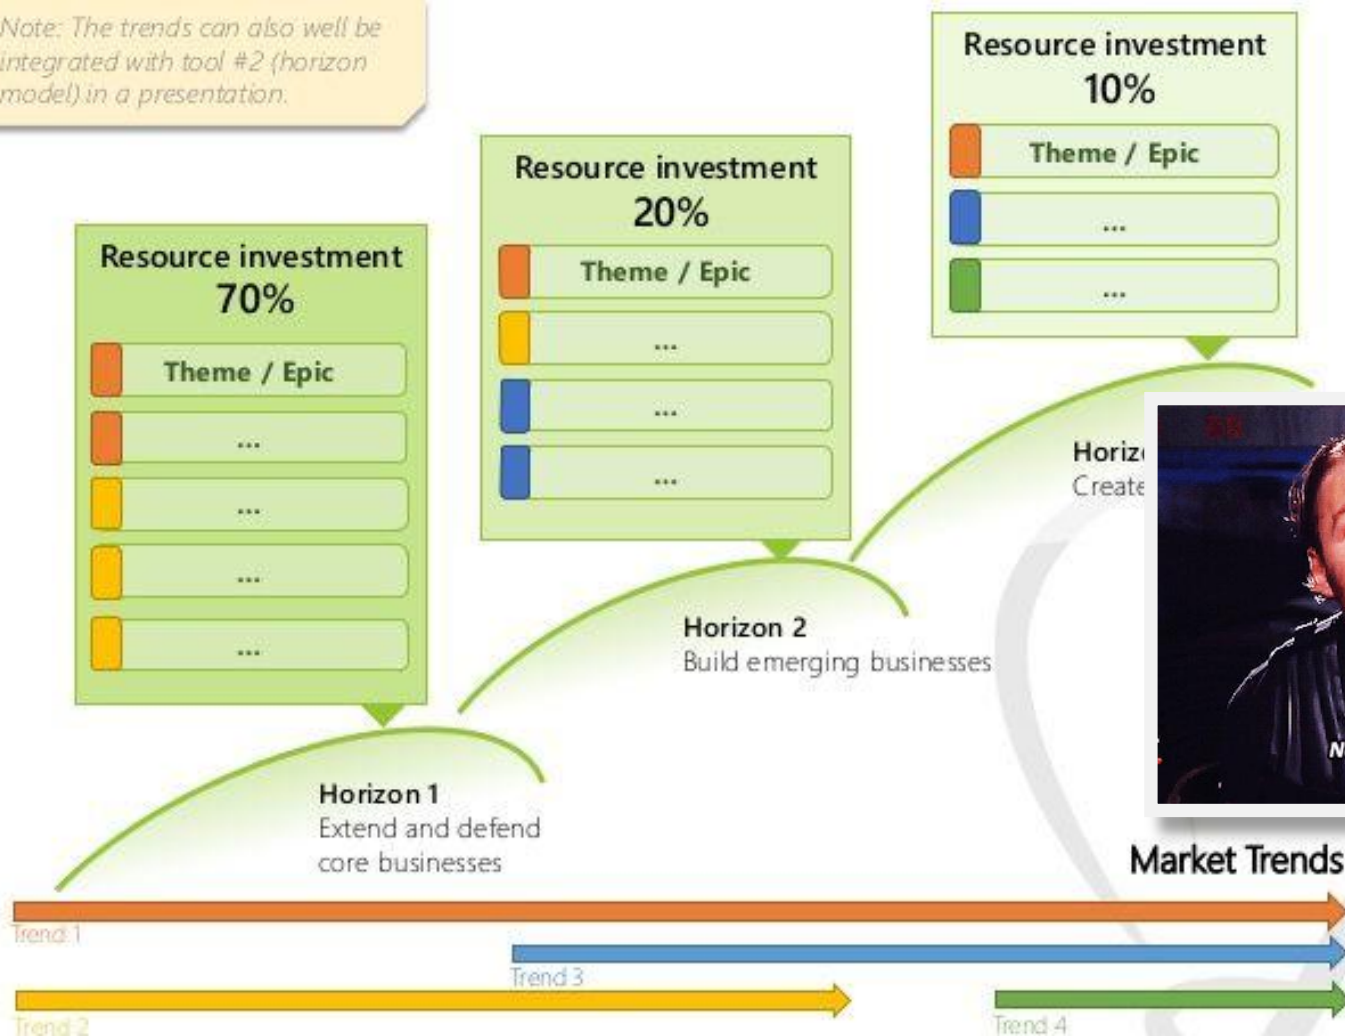 Note: The trends can also well be
integrated with tool #2 (horizon
model) in a presentation.
Resource investment
70%
Theme / Epic
...
...
...
...
Resource investment
20%
Theme / Epic
...
...
...
Resource investment
10%
Theme / Epic
...
...
Create
Horizon 2
Build emerging businesses
Horizon 1
Extend and defend
core businesses
Market Trends
Trend 1
Trend 3
Trend 2
Trend 4